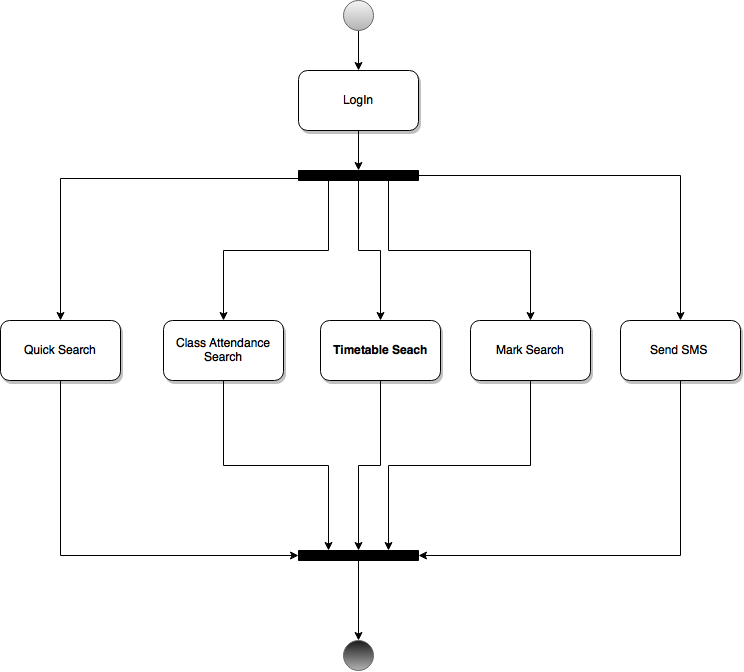 LogIn
Quick Search
Class Attendance
Search
Timetable Seach
Mark Search
Send SMS